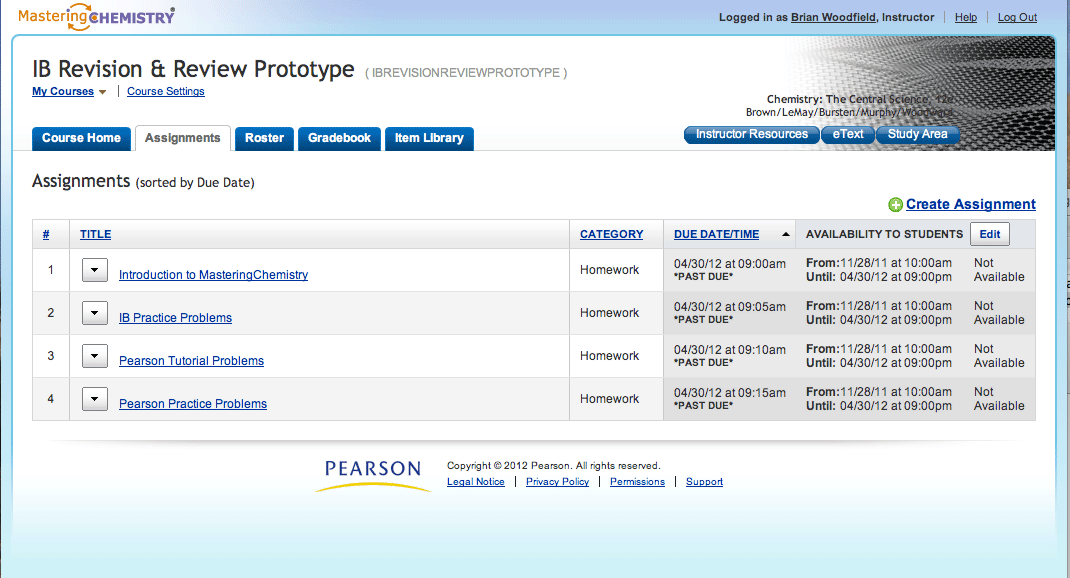 MasteringCHEMISTRY®
Logged in as Brian Woodfield, Instructor | Help | Log Out
IB Revision & Review Prototype ( IBREVISIONREVIEWPROTOTYPE )
My Courses | Course Settings
Chemistry: The Central Science, 12e
Brown/LeMay/Bursten/Murphy/Woodward
Course Home Assignments Roster Gradebook Item Library
Instructor Resources eText Study Area
Assignments (sorted by Due Date)
Create Assignment
# TITLE CATEGORY DUE DATE/TIME AVAILABILITY TO STUDENTS Edit
1 Introduction to MasteringChemistry Homework 04/30/12 at 09:00am From:11/28/11 at 10:00am Not
*PAST DUE* Until: 04/30/12 at 09:00pm Available
2 IB Practice Problems Homework 04/30/12 at 09:05am From:11/28/11 at 10:00am Not
*PAST DUE* Until: 04/30/12 at 09:00pm Available
3 Pearson Tutorial Problems Homework 04/30/12 at 09:10am From:11/28/11 at 10:00am Not
*PAST DUE* Until: 04/30/12 at 09:00pm Available
4 Pearson Practice Problems Homework 04/30/12 at 09:15am From:11/28/11 at 10:00am Not
*PAST DUE* Until: 04/30/12 at 09:00pm Available
PEARSON
Copyright © 2012 Pearson. All rights reserved.
Legal Notice | Privacy Policy | Permissions | Support